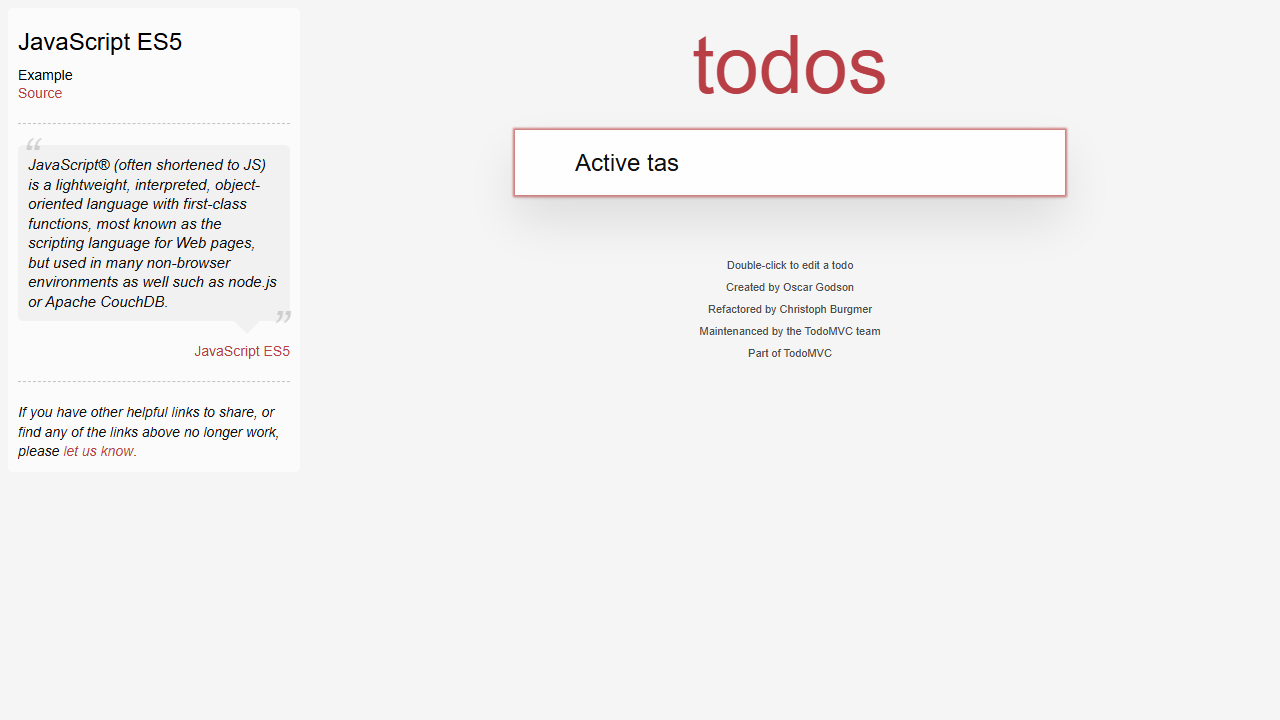 JavaScript ES5
Example
Source
“
JavaScript® (often shortened to JS)
is a lightweight, interpreted, object-
oriented language with first-class
functions, most known as the
scripting language for Web pages,
but used in many non-browser
environments as well such as node.js
or Apache CouchDB.
”
JavaScript ES5
If you have other helpful links to share, or
find any of the links above no longer work,
please let us know.
todos
Active tas
Double-click to edit a todo
Created by Oscar Godson
Refactored by Christoph Burgmer
Maintenanced by the TodoMVC team
Part of TodoMVC